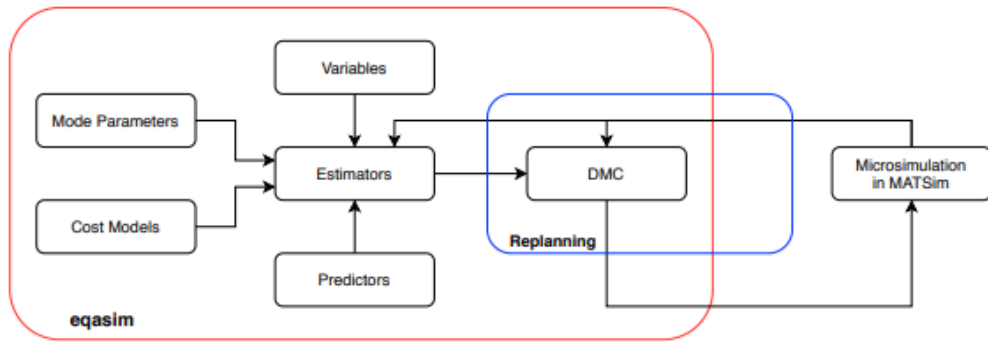 Variables
Mode Parameters
Estimators
DMC
Microsimulation
in MATSim
Cost Models
Replanning
Predictors
eqasim